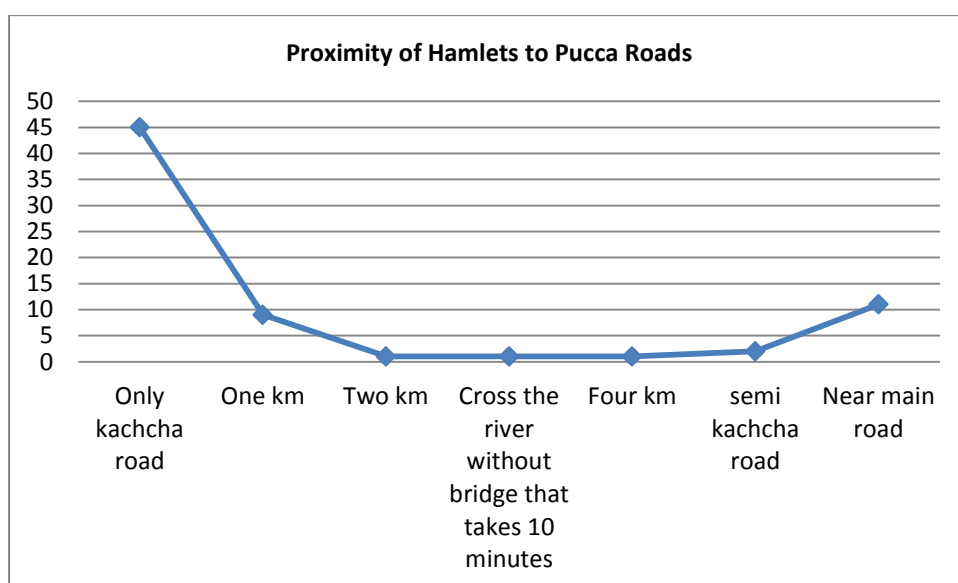 Proximity of Hamlets to Pucca Roads
50
45
40
35
30
25
20
15
10
5
0
Only
kachcha
road
One km
Two km
Cross the
river
without
bridge that
takes 10
minutes
Four km
semi
kachcha
road
Near main
road